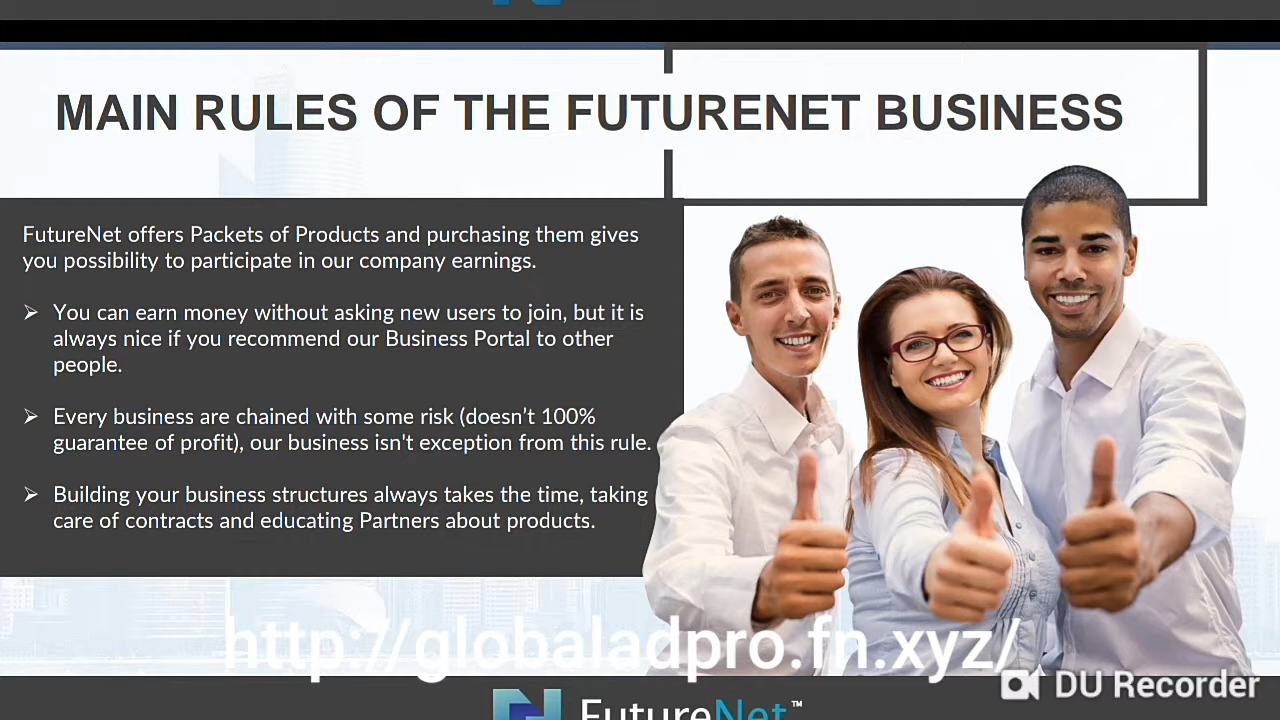 MAIN RULES OF THE FUTURENET BUSINESS
FutureNet offers Packets of Products and purchasing them gives
you possibility to participate in our company earnings.
➢ You can earn money without asking new users to join, but it is
always nice if you recommend our Business Portal to other
people.
➢ Every business are chained with some risk (doesn't 100%
guarantee of profit), our business isn't exception from this rule.
➢ Building your business structures always takes the time, taking
care of contracts and educating Partners about products.
http://globaladpro.fn.xyz/
DU Recorder
FutureNet™